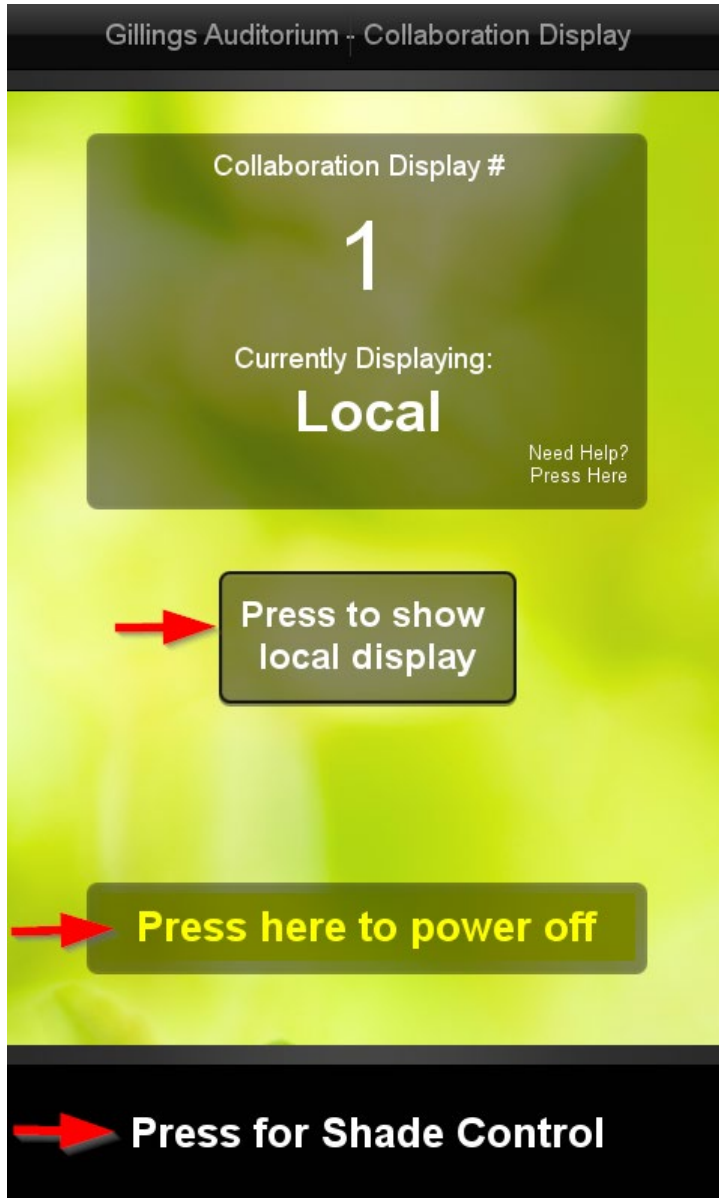 Gillings Auditorium - Collaboration Display
Collaboration Display #
1
Currently Displaying:
Local
Need Help?
Press Here
Press to show
local display
Press here to power off
Press for Shade Control